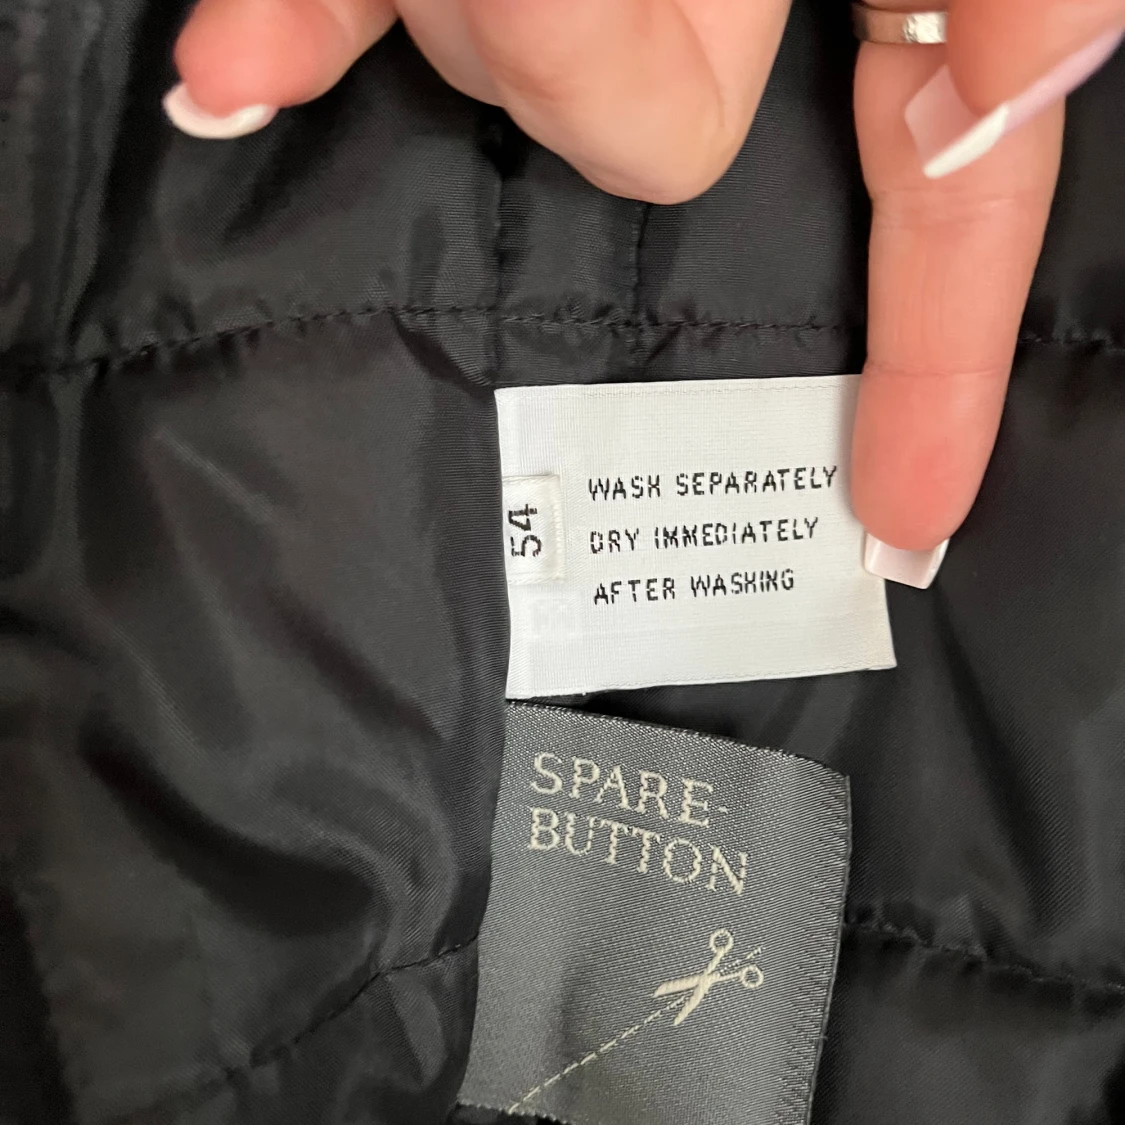 WASH SEPARATELY
DRY IMMEDIATELY
AFTER WASHING
54
SPARE-
BUTTON